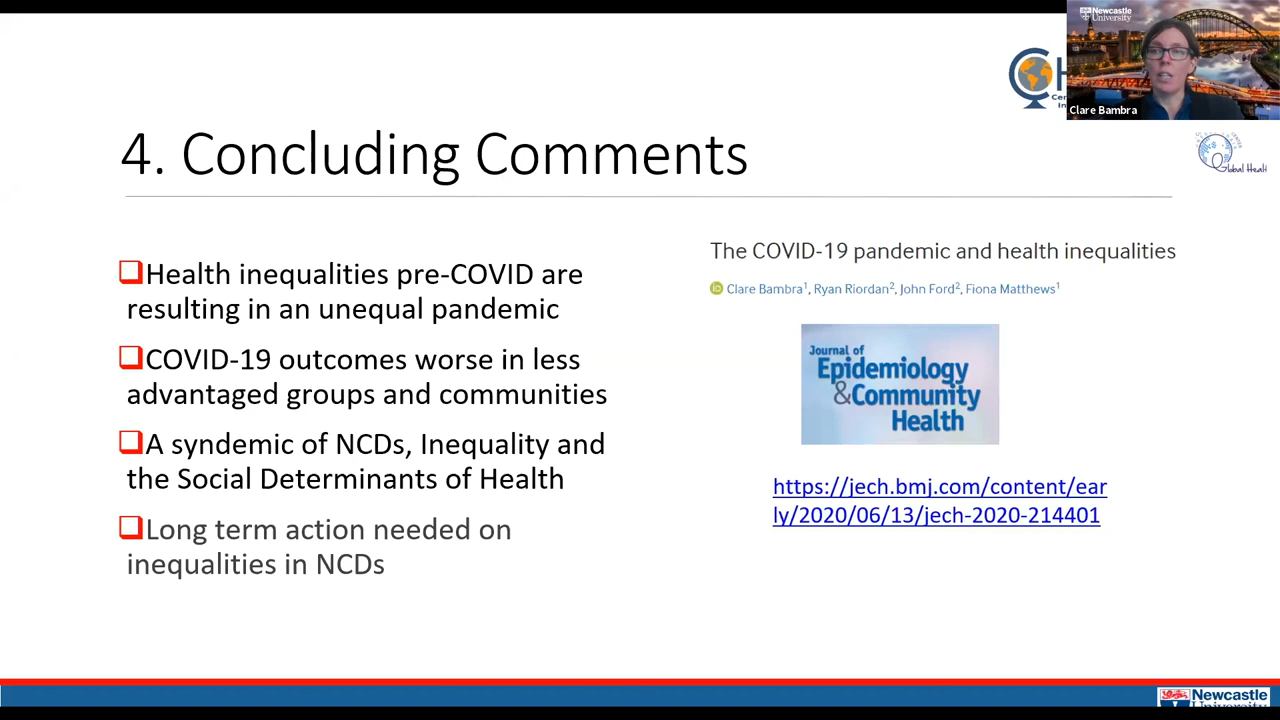 Newcastle
University
Clare Bambra
4. Concluding Comments
Health inequalities pre-COVID are
resulting in an unequal pandemic
COVID-19 outcomes worse in less
advantaged groups and communities
A syndemic of NCDs, Inequality and
the Social Determinants of Health
Long term action needed on
inequalities in NCDs
The COVID-19 pandemic and health inequalities
iD Clare Bambra1, Ryan Riordan2, John Ford2, Fiona Matthews1
Journal of
Epidemiology
&Community
Health
https://jech.bmj.com/content/ear
ly/2020/06/13/jech-2020-214401
Newcastle
University